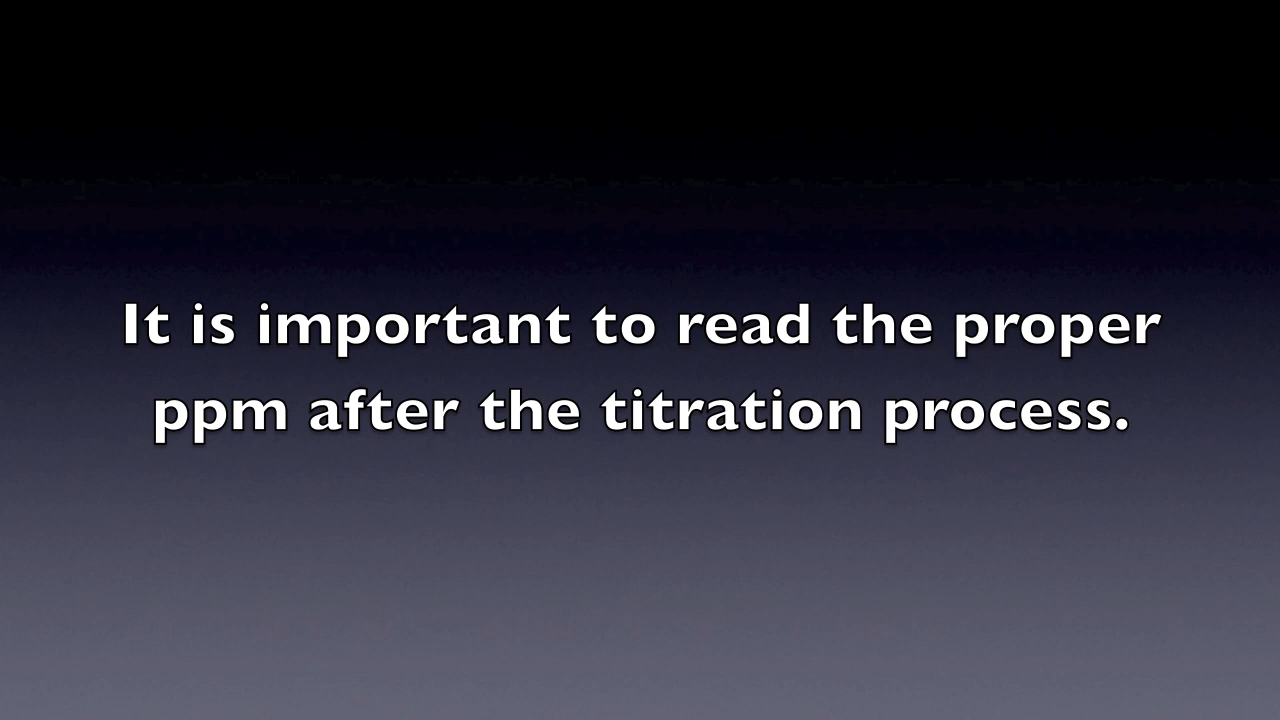 It is important to read the proper
ppm after the titration process.